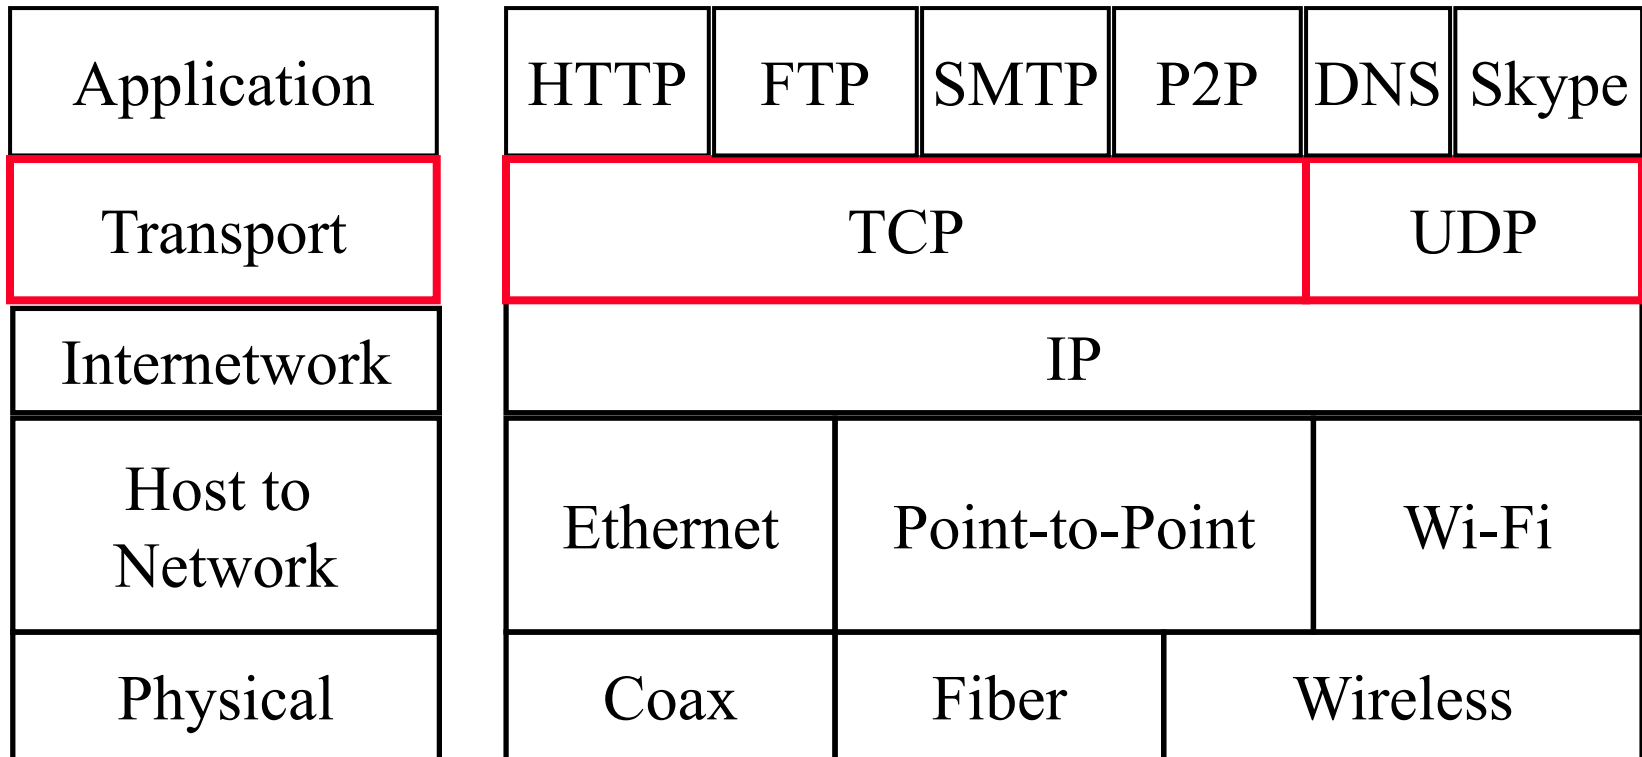 Application
HTTP
FTP
SMTP
P2P
DNS
Skype
Transport
TCP
UDP
Internetwork
IP
Host to
Network
Ethernet
Point-to-Point
Wi-Fi
Physical
Coax
Fiber
Wireless